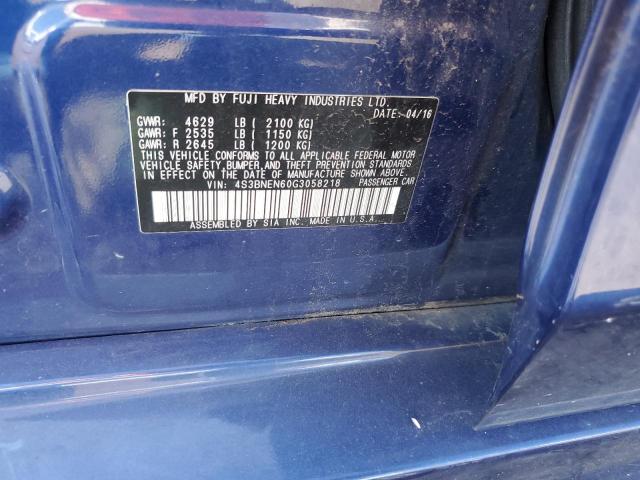 MFD BY FUJI HEAVY INDUSTRIES LTD.
DATE: 04/16
GVWR: 4629 LB ( 2100 KG)
GAWR: F 2535 LB ( 1150 KG)
GAWR: R 2645 LB ( 1200 KG)
THIS VEHICLE CONFORMS TO ALL APPLICABLE FEDERAL MOTOR
VEHICLE SAFETY, BUMPER, AND THEFT PREVENTION STANDARDS
IN EFFECT ON THE DATE OF MANUFACTURE SHOWN ABOVE.
VIN: 4S3BNEN60G3058218 PASSENGER CAR
ASSEMBLED BY SIA INC. MADE IN U.S.A.